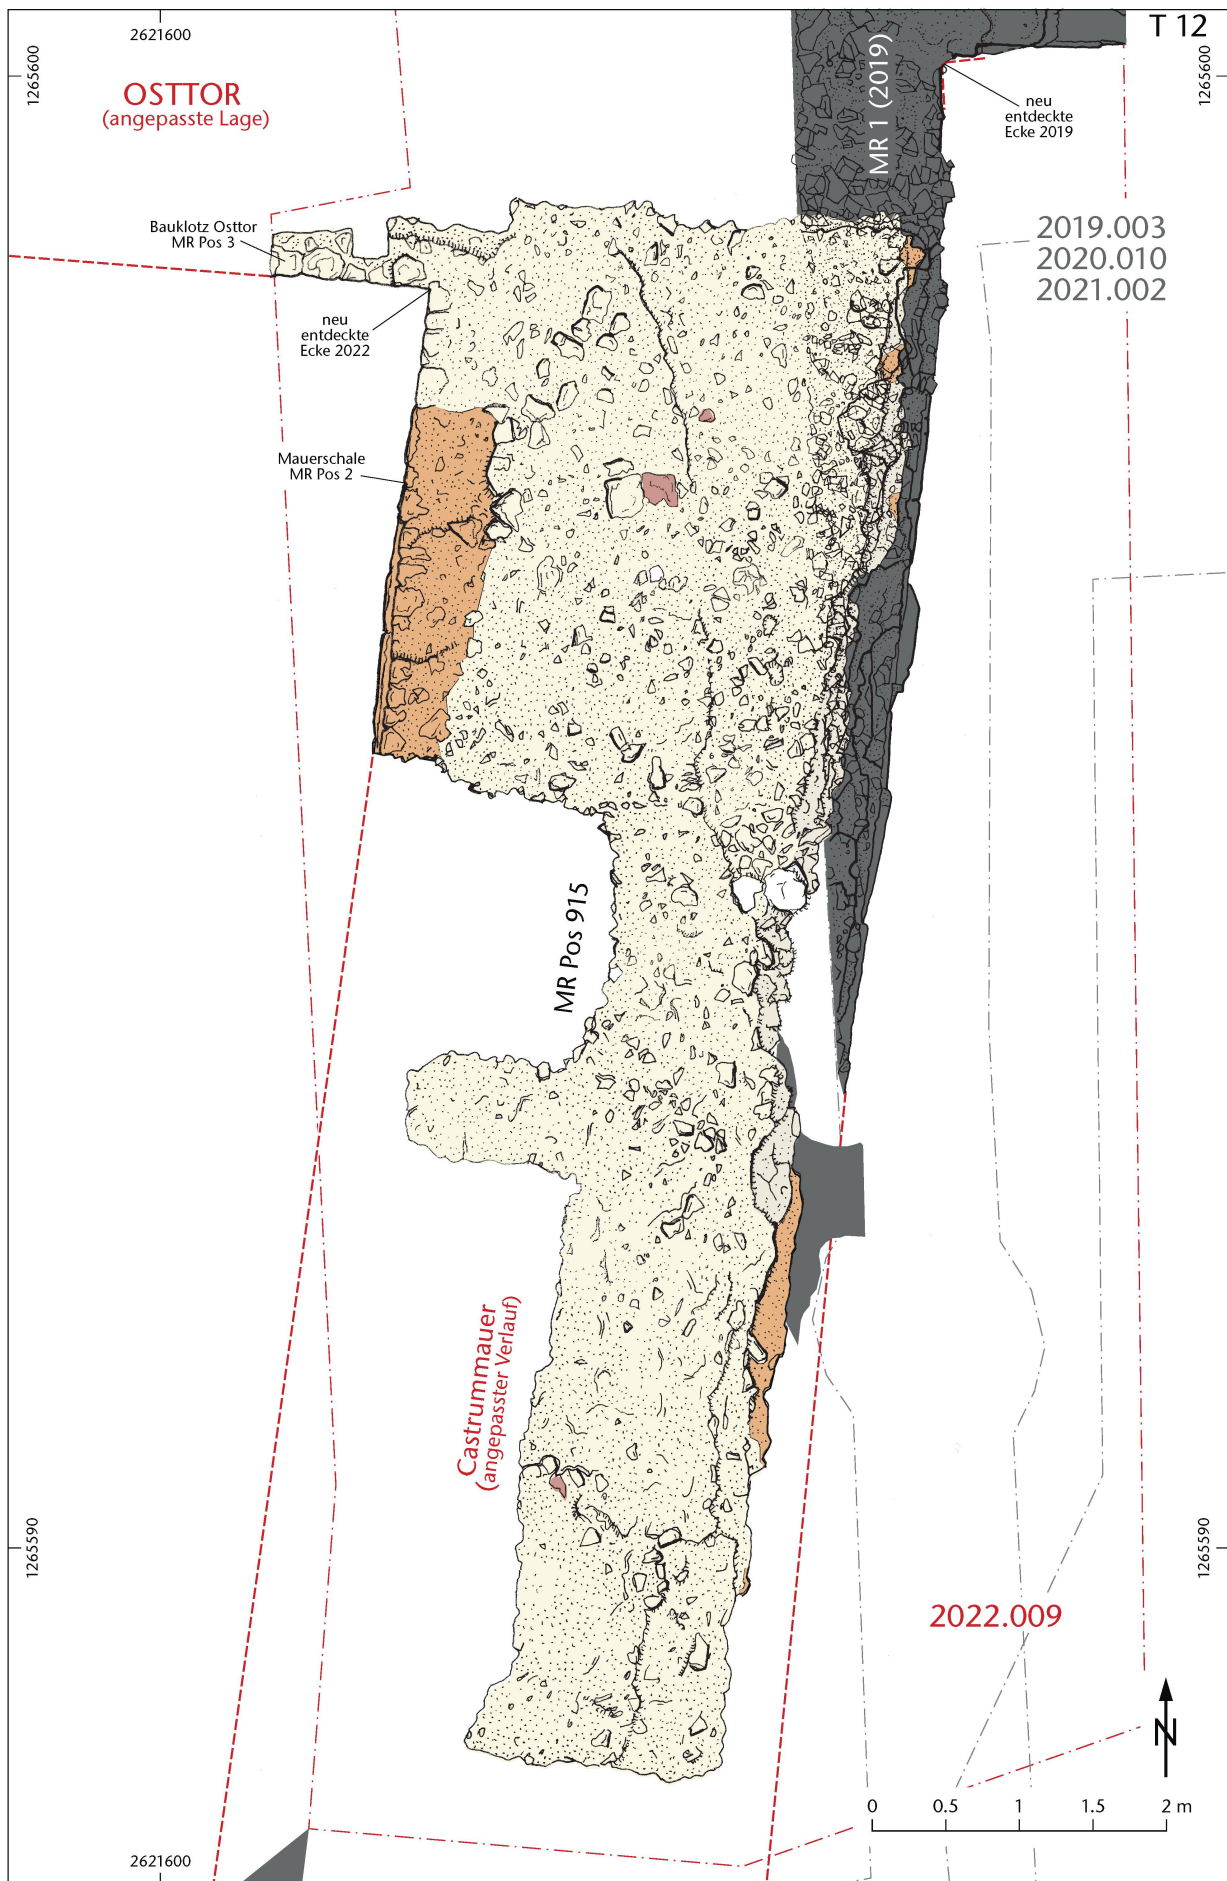 2621600
T 12
1265600
1265600
OSTTOR
(angepasste Lage)
MR 1 (2019)
neu
entdeckte
Ecke 2019
Bauklotz Osttor
MR Pos 3
2019.003
2020.010
2021.002
neu
entdeckte
Ecke 2022
Mauerschale
MR Pos 2
MR Pos 915
Castrummauer
(angepasster Verlauf)
1265590
1265590
2022.009
N
0 0.5 1 1.5 2 m
2621600